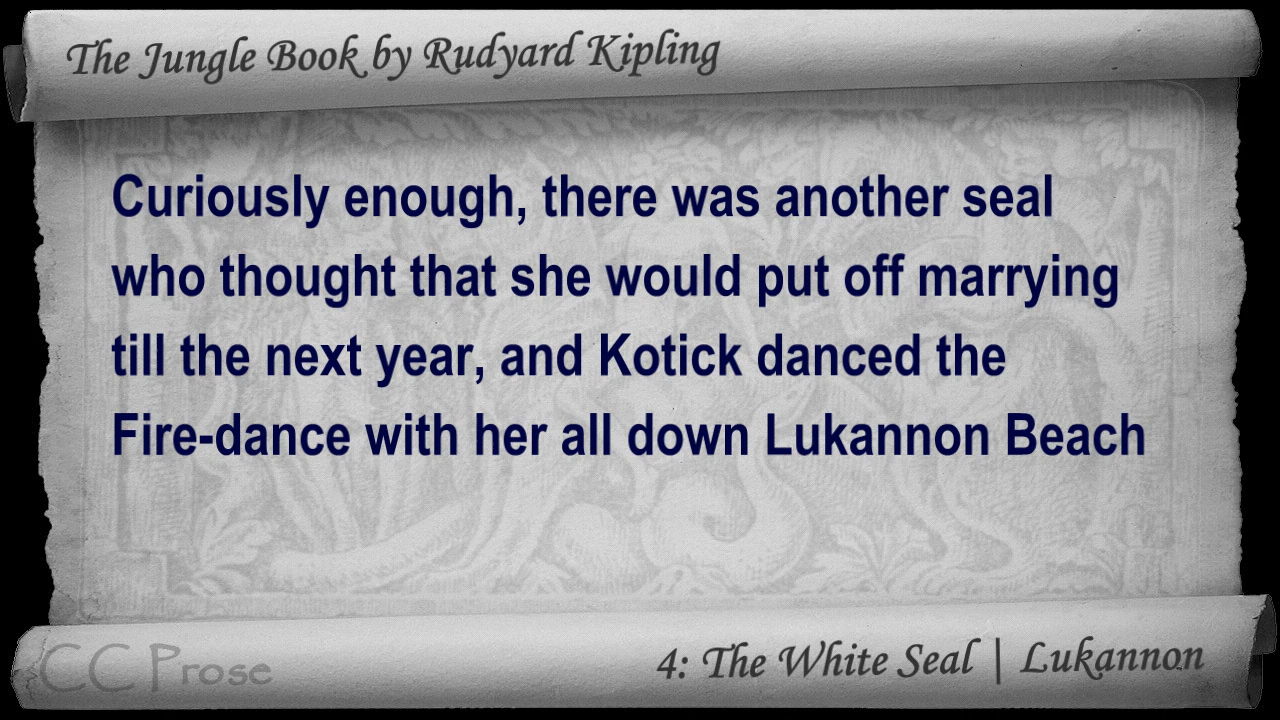 The Jungle Book by Rudyard Kipling
Curiously enough, there was another seal
who thought that she would put off marrying
till the next year, and Kotick danced the
Fire-dance with her all down Lukannon Beach
CC Prose
4: The White Seal | Lukannon